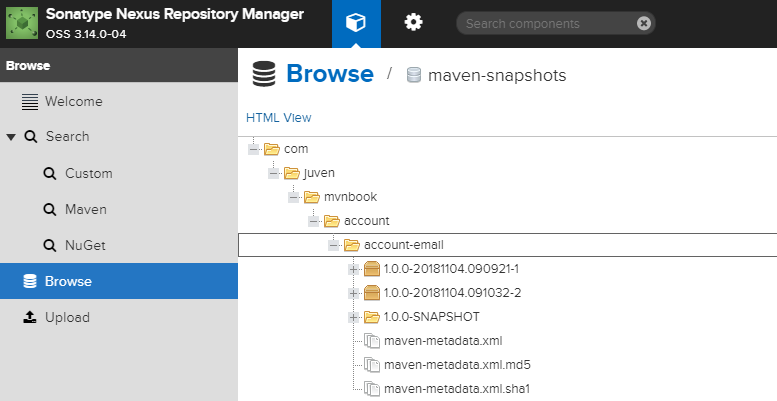 Sonatype Nexus Repository Manager
OSS 3.14.0-04
Search components
Browse
Welcome
Search
Custom
Maven
NuGet
Browse
Upload
Browse / maven-snapshots
HTML View
com
juven
mvnbook
account
account-email
1.0.0-20181104.090921-1
1.0.0-20181104.091032-2
1.0.0-SNAPSHOT
maven-metadata.xml
maven-metadata.xml.md5
maven-metadata.xml.sha1